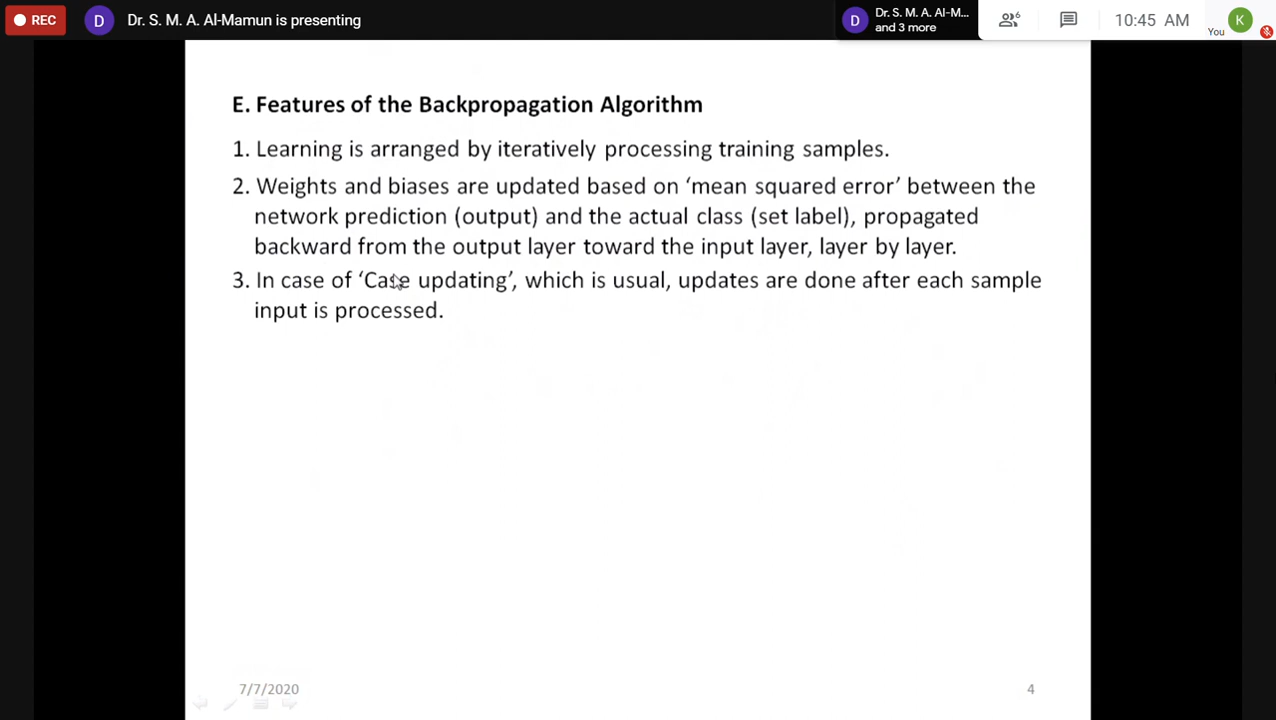 REC
D
Dr. S. M. A. Al-Mamun is presenting
D
Dr. S. M. A. Al-M...
and 3 more
6
10:45 AM
You
K
E. Features of the Backpropagation Algorithm
1. Learning is arranged by iteratively processing training samples.
2. Weights and biases are updated based on ‘mean squared error’ between the
network prediction (output) and the actual class (set label), propagated
backward from the output layer toward the input layer, layer by layer.
3. In case of ‘Case updating’, which is usual, updates are done after each sample
input is processed.
7/7/2020
4